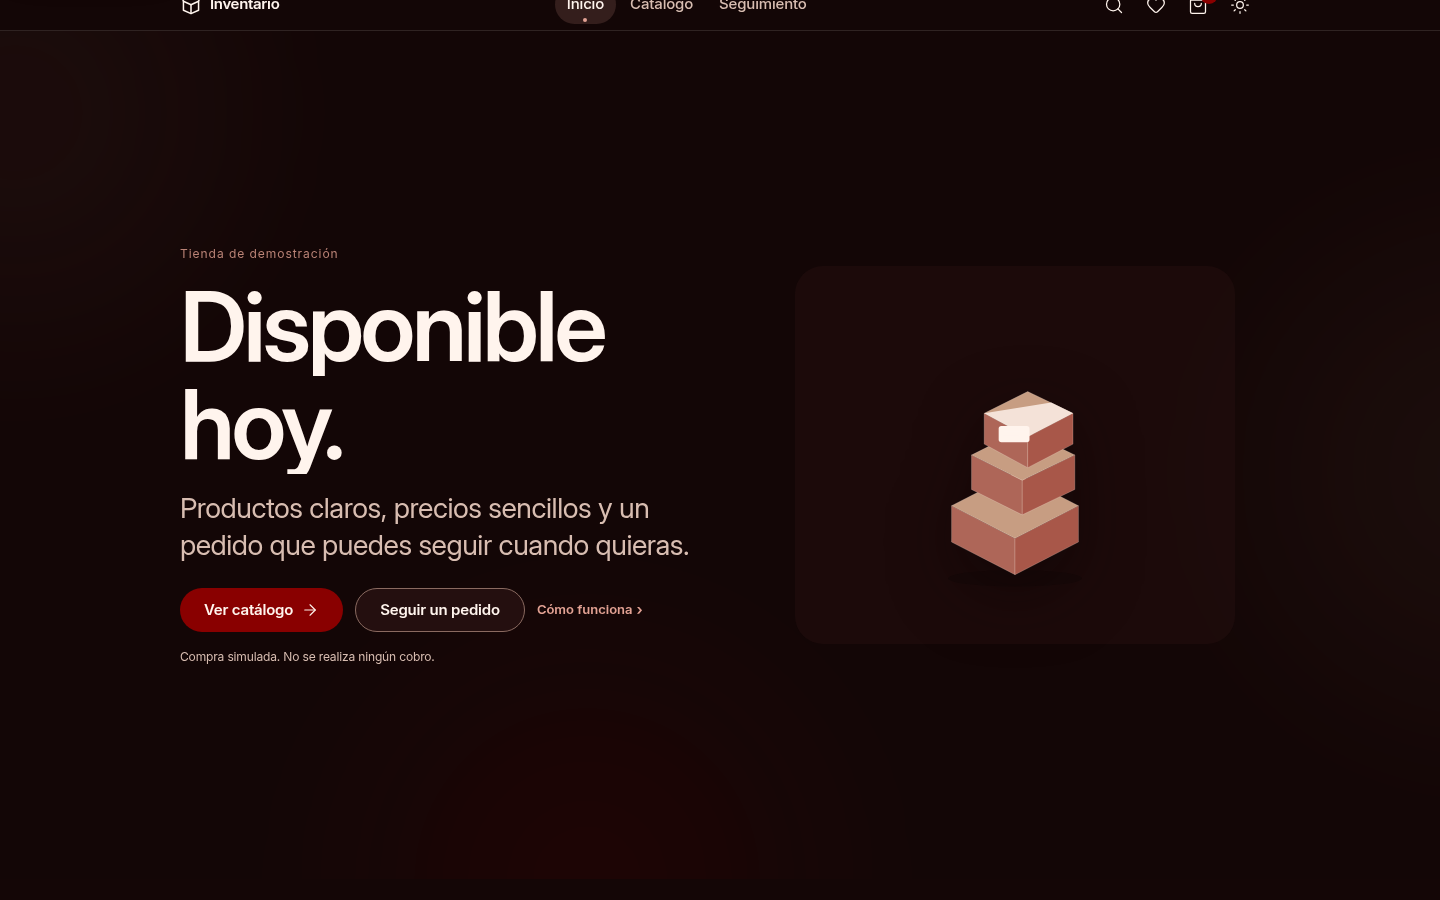 Inventario
Inicio
Catálogo
Seguimiento
Tienda de demostración
Disponible
hoy.
Productos claros, precios sencillos y un
pedido que puedes seguir cuando quieras.
Ver catálogo
Seguir un pedido
Cómo funciona ›
Compra simulada. No se realiza ningún cobro.